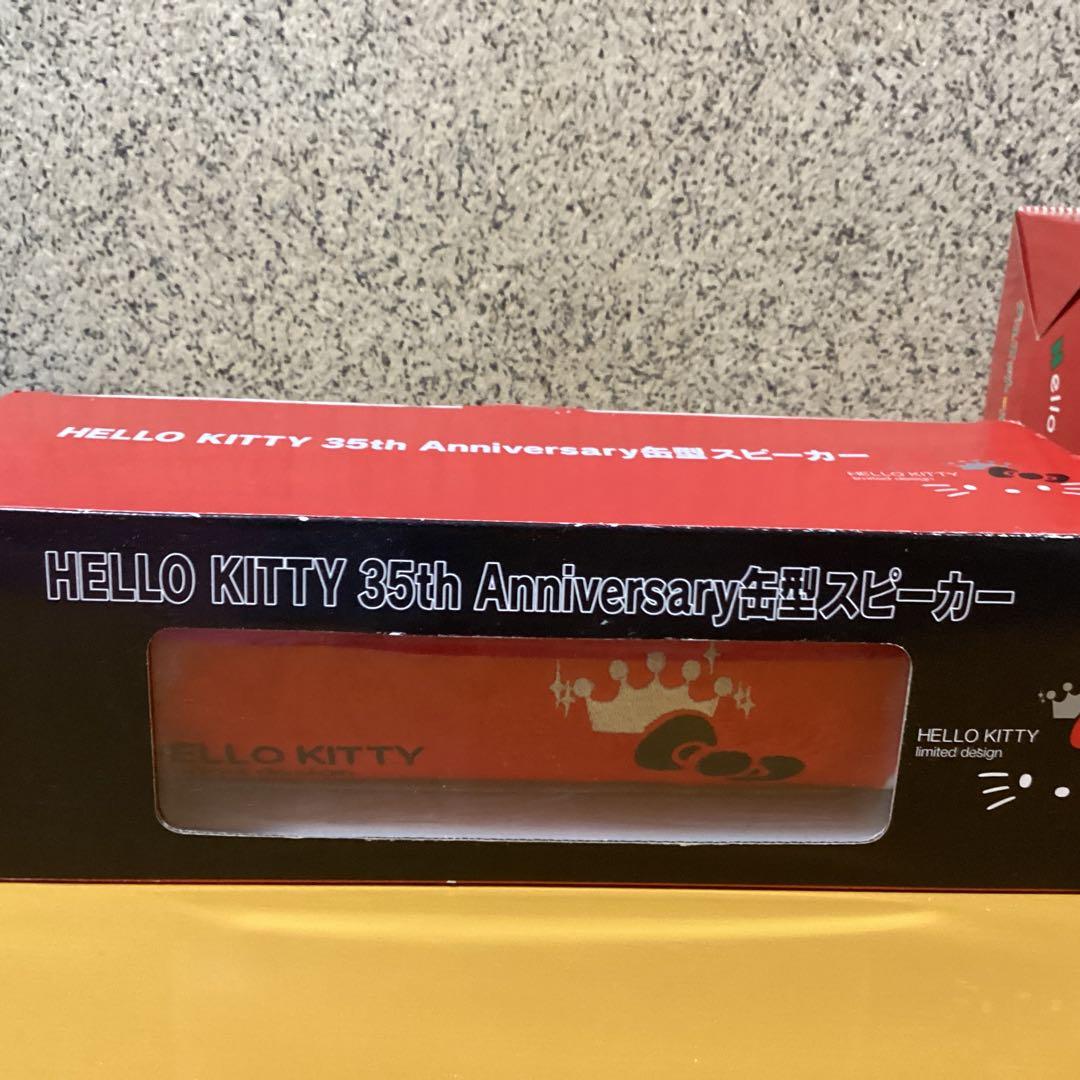 HELLO KITTY 35th Anniversary缶型スピーカー
HELLO KITTY
limited design
ello
HELLO KITTY 35th Anniversary缶型スピーカー
ELLO KITTY
HELLO KITTY
limited design